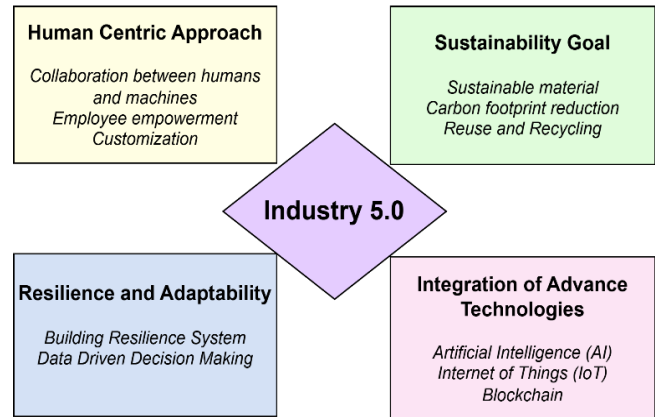 Human Centric Approach
Collaboration between humans
and machines
Employee empowerment
Customization
Sustainability Goal
Sustainable material
Carbon footprint reduction
Reuse and Recycling
Industry 5.0
Resilience and Adaptability
Building Resilience System
Data Driven Decision Making
Integration of Advance
Technologies
Artificial Intelligence (AI)
Internet of Things (IoT)
Blockchain